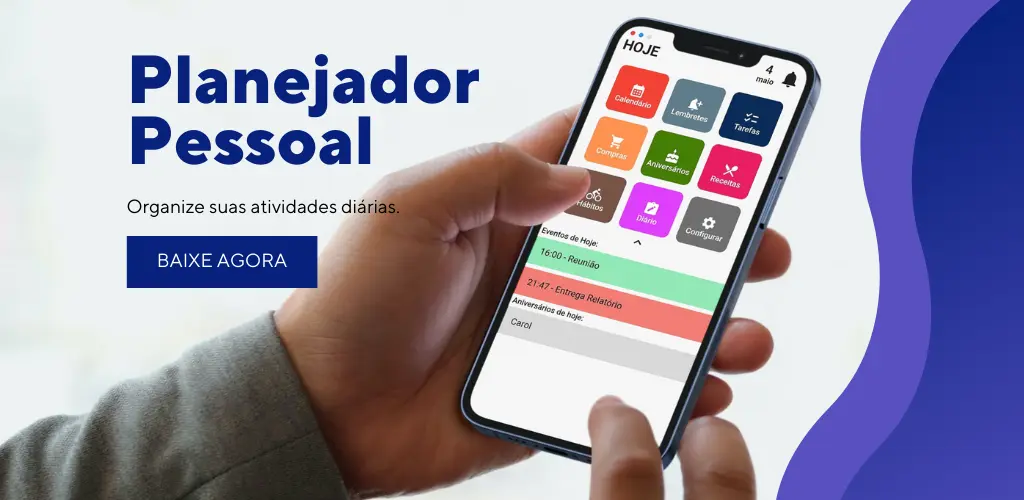 Planejador
Pessoal
Organize suas atividades diárias.
BAIXE AGORA
HOJE
4
maio
Calendário
Lembretes
Tarefas
Compras
Aniversários
Receitas
Hábitos
Diário
Configurar
Eventos de Hoje:
16:00 - Reunião
21:47 - Entrega Relatório
Aniversários de hoje:
Carol